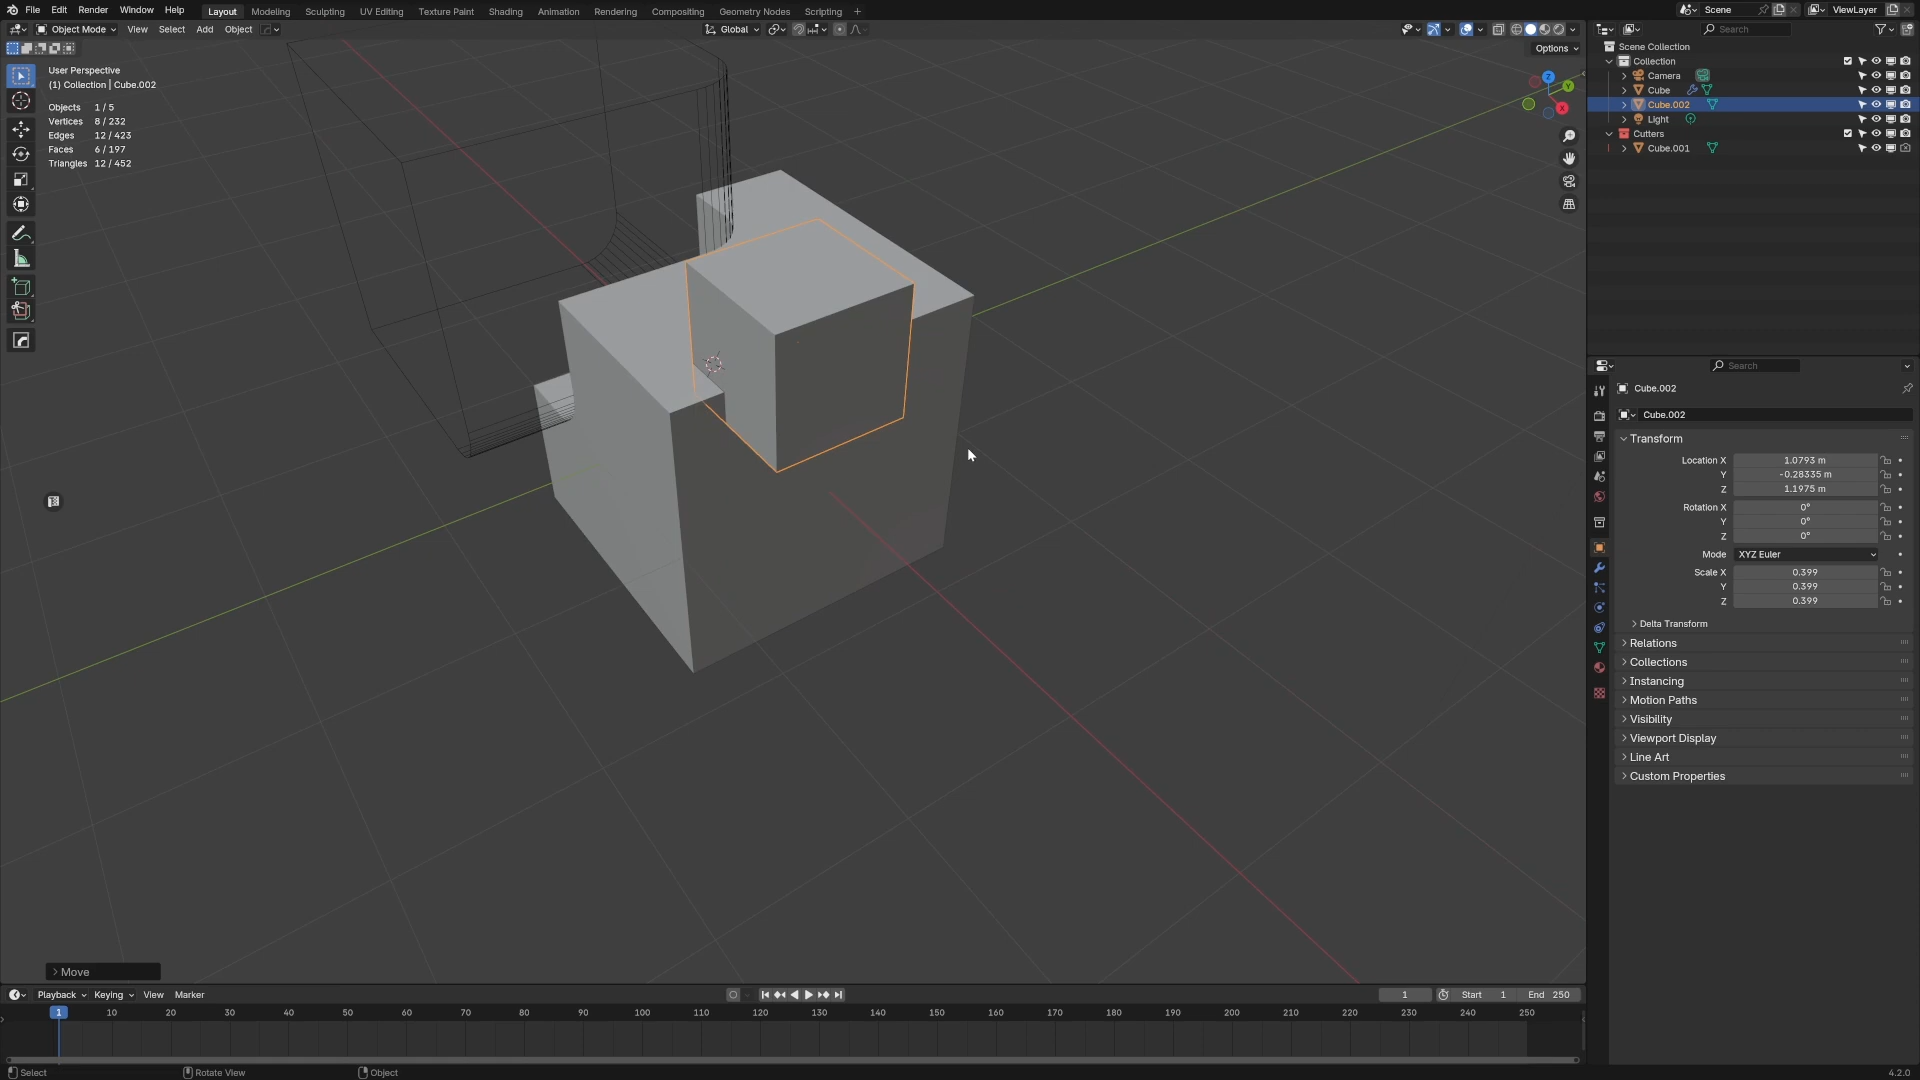 File Edit Render Window Help Layout Modeling Sculpting UV Editing Texture Paint Shading Animation Rendering Compositing Geometry Nodes Scripting + Scene ViewLayer
Object Mode View Select Add Object Global Search
Options
User Perspective
(1) Collection | Cube.002
Objects 1 / 5
Vertices 8 / 232
Edges 12 / 423
Faces 6 / 197
Triangles 12 / 452
Z
Y
X
Move
Scene Collection
Collection
Camera
Cube
Cube.002
Light
Cutters
Cube.001
Search
Cube.002
Cube.002
Transform
Location X 1.0793 m
Y -0.28335 m
Z 1.1975 m
Rotation X 0°
Y 0°
Z 0°
Mode XYZ Euler
Scale X 0.399
Y 0.399
Z 0.399
Delta Transform
Relations
Collections
Instancing
Motion Paths
Visibility
Viewport Display
Line Art
Custom Properties
Playback Keying View Marker 1 Start 1 End 250
1 10 20 30 40 50 60 70 80 90 100 110 120 130 140 150 160 170 180 190 200 210 220 230 240 250
Select Rotate View Object 4.2.0